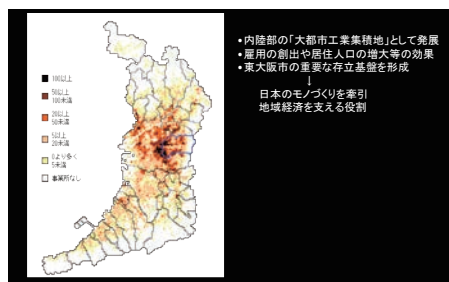 100以上
50以上
100未満
20以上
50未満
5以上
20未満
0より多く
5未満
事業所なし
•内陸部の「大都市工業集積地」として発展
•雇用の創出や居住人口の増大等の効果
•東大阪市の重要な存立基盤を形成
↓
日本のモノづくりを牽引
地域経済を支える役割